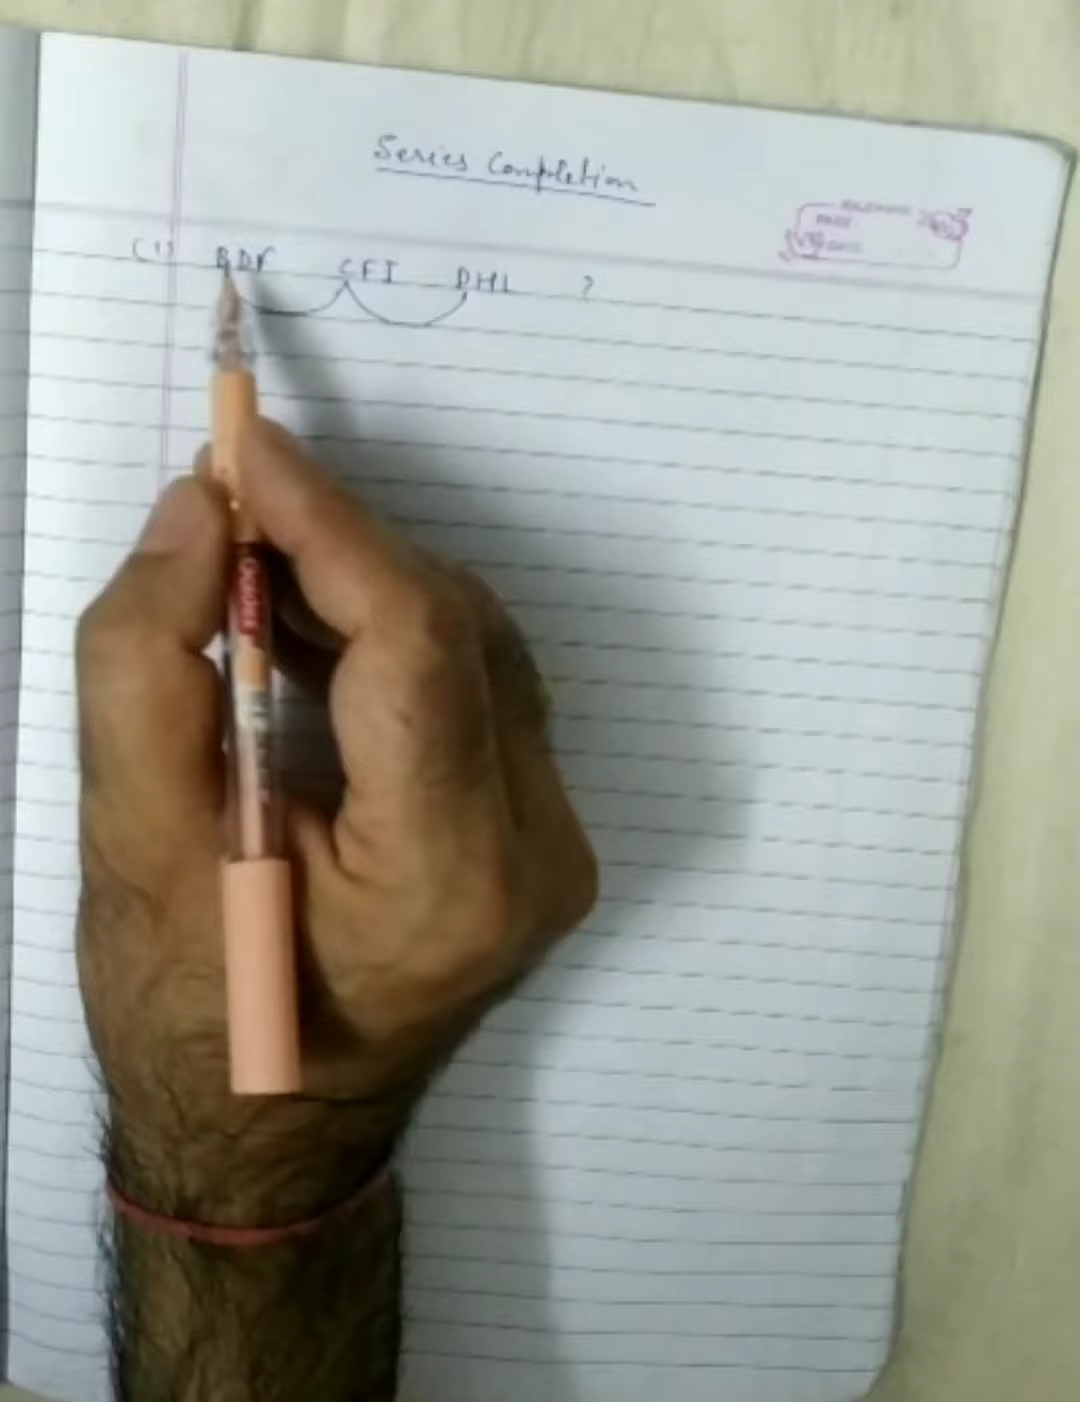 Series Completion
(1) BDF CFI DHL ?